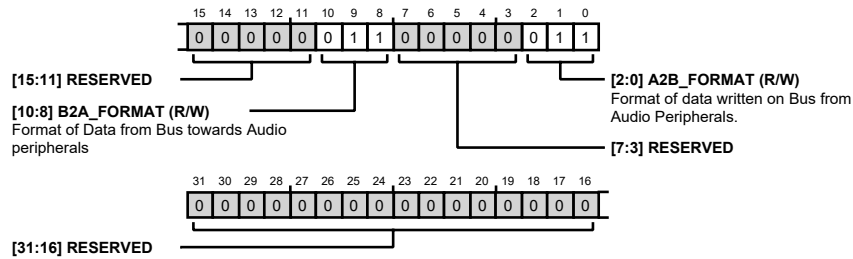 15 14 13 12 11 10 9 8 7 6 5 4 3 2 1 0
0 0 0 0 0 0 1 1 0 0 0 0 0 0 1 1
[15:11] RESERVED
[2:0] A2B_FORMAT (R/W)
Format of data written on Bus from
Audio Peripherals.
[10:8] B2A_FORMAT (R/W)
Format of Data from Bus towards Audio
peripherals
[7:3] RESERVED
31 30 29 28 27 26 25 24 23 22 21 20 19 18 17 16
0 0 0 0 0 0 0 0 0 0 0 0 0 0 0 0
[31:16] RESERVED